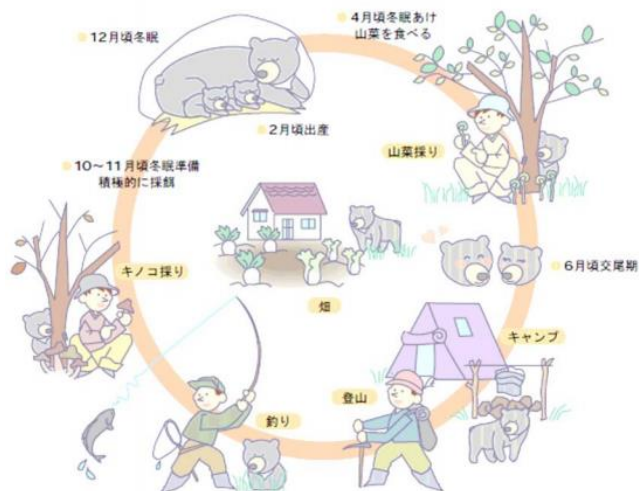 12月頃冬眠
4月頃冬眠あけ
山菜を食べる
2月頃出産
山菜採り
10〜11月頃冬眠準備
積極的に採餌
キノコ採り
畑
6月頃交尾期
キャンプ
登山
釣り